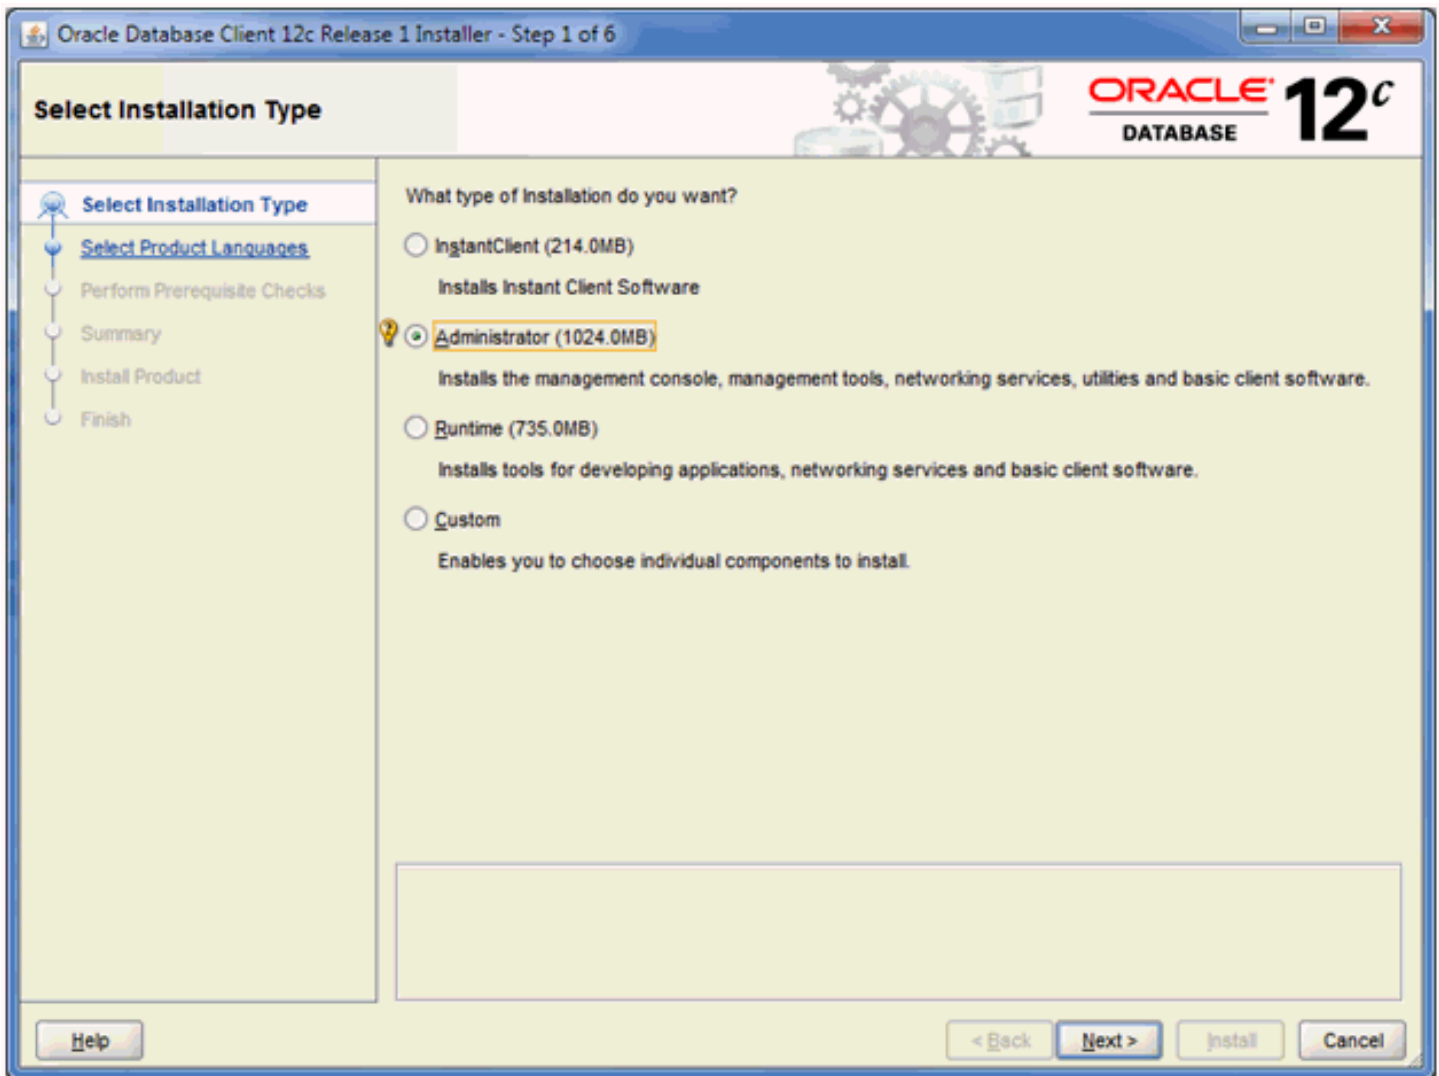 Oracle Database Client 12c Release 1 Installer - Step 1 of 6
Select Installation Type
ORACLE
DATABASE
12c
Select Installation Type
Select Product Languages
Perform Prerequisite Checks
Summary
Install Product
Finish
What type of Installation do you want?
InstantClient (214.0MB)
Installs Instant Client Software
Administrator (1024.0MB)
Installs the management console, management tools, networking services, utilities and basic client software.
Runtime (735.0MB)
Installs tools for developing applications, networking services and basic client software.
Custom
Enables you to choose individual components to install.
Help
< Back
Next >
Install
Cancel